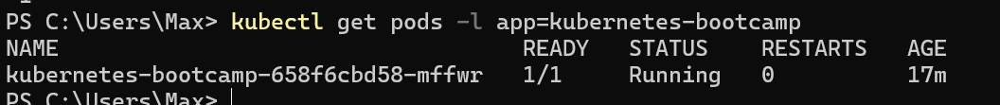 PS C:\Users\Max> kubectl get pods -l app=kubernetes-bootcamp
NAME READY STATUS RESTARTS AGE
kubernetes-bootcamp-658f6cbd58-mffwr 1/1 Running 0 17m
PS C:\Users\Max>